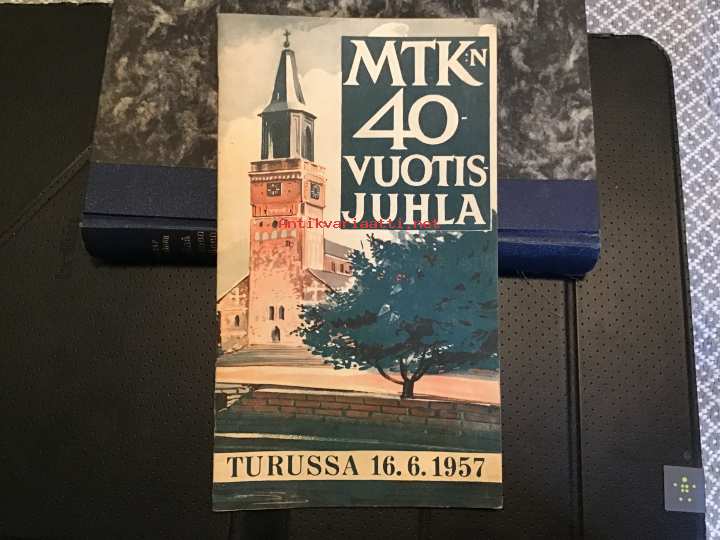 MTK:N
40-
VUOTIS-
JUHLA
Antikvariaatti.net
TURUSSA 16.6.1957